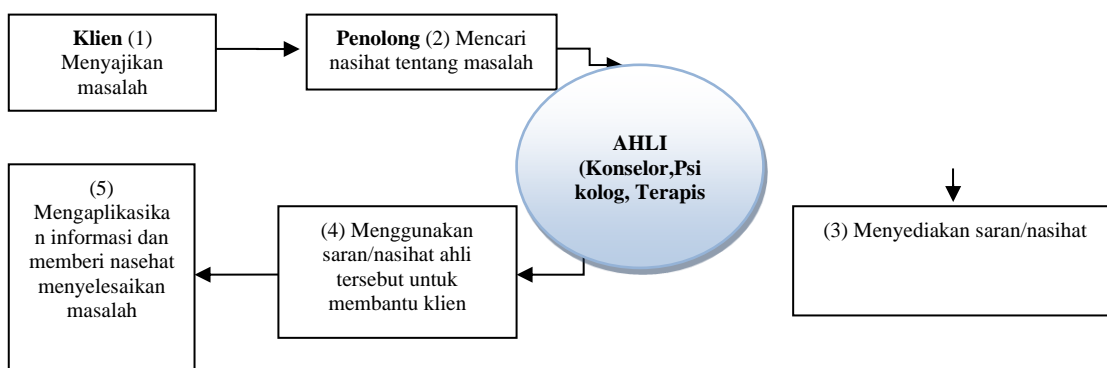 Klien (1)
Menyajikan
masalah
Penolong (2) Mencari
nasihat tentang masalah
AHLI
(Konselor,Psi
kolog, Terapis
(3) Menyediakan saran/nasihat
(4) Menggunakan
saran/nasihat ahli
tersebut untuk
membantu klien
(5)
Mengaplikasika
n informasi dan
memberi nasehat
menyelesaikan
masalah